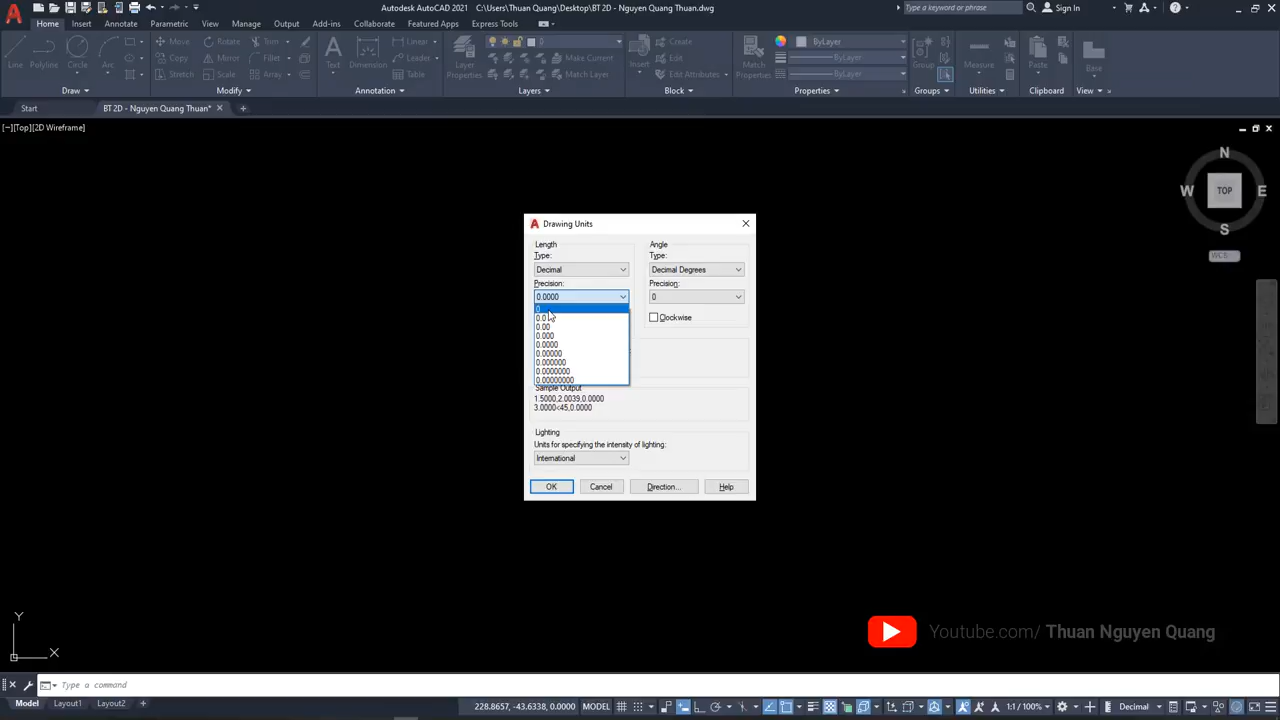 Autodesk AutoCAD 2021 C:\Users\Thuan Quang\Desktop\BT 2D - Nguyen Quang Thuan.dwg
Type a keyword or phrase
Sign In
Home Insert Annotate Parametric View Manage Output Add-ins Collaborate Featured Apps Express Tools
Line Polyline Circle Arc
Move Rotate Trim
Copy Mirror Fillet
Stretch Scale Array
Text Dimension
Linear
Leader
Table
Layer Properties
0
Make Current
Match Layer
Insert
Create
Edit
Edit Attributes
Match Properties
ByLayer
ByLayer
ByLayer
Group
Measure
Paste
Base
Draw Modify Annotation Layers Block Properties Groups Utilities Clipboard View
Start BT 2D - Nguyen Quang Thuan*
[−][Top][2D Wireframe]
N
W TOP E
S
WCS
Drawing Units
Length Angle
Type: Type:
Decimal Decimal Degrees
Precision: Precision:
0.0000 0
0
0.0
0.00
0.000
0.0000
0.00000
0.000000
0.0000000
0.00000000
Clockwise
Sample Output
1.5000,2.0039,0.0000
3.0000<45,0.0000
Lighting
Units for specifying the intensity of lighting:
International
OK Cancel Direction... Help
Y
X
Youtube.com/ Thuan Nguyen Quang
Type a command
Model Layout1 Layout2
228.8657, -43.6338, 0.0000 MODEL
1:1 / 100%
Decimal